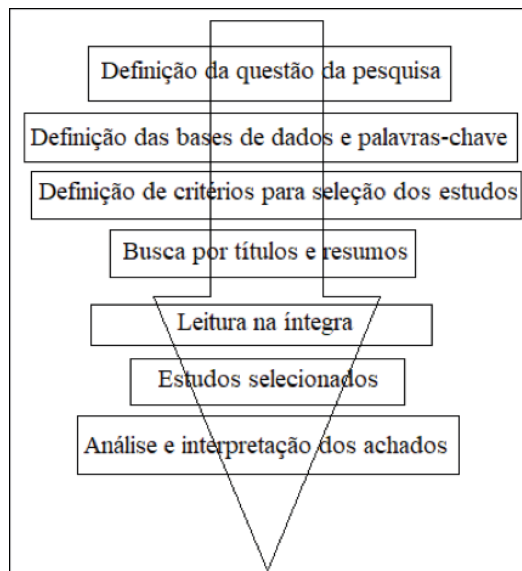 Definição da questão da pesquisa
Definição das bases de dados e palavras-chave
Definição de critérios para seleção dos estudos
Busca por títulos e resumos
Leitura na íntegra
Estudos selecionados
Análise e interpretação dos achados